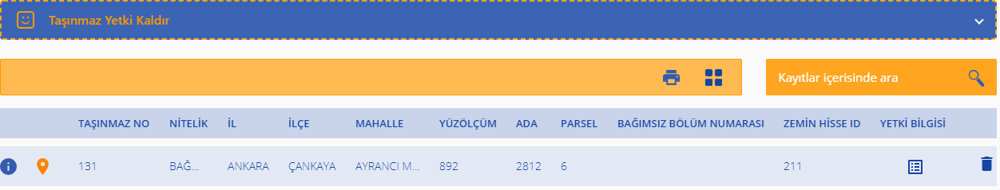 Taşınmaz Yetki Kaldır
Kayıtlar içerisinde ara
TAŞINMAZ NO NİTELİK İL İLÇE MAHALLE YÜZÖLÇÜM ADA PARSEL BAĞIMSIZ BÖLÜM NUMARASI ZEMİN HİSSE ID YETKİ BİLGİSİ
131 BAĞ... ANKARA ÇANKAYA AYRANCI M... 892 2812 6 211